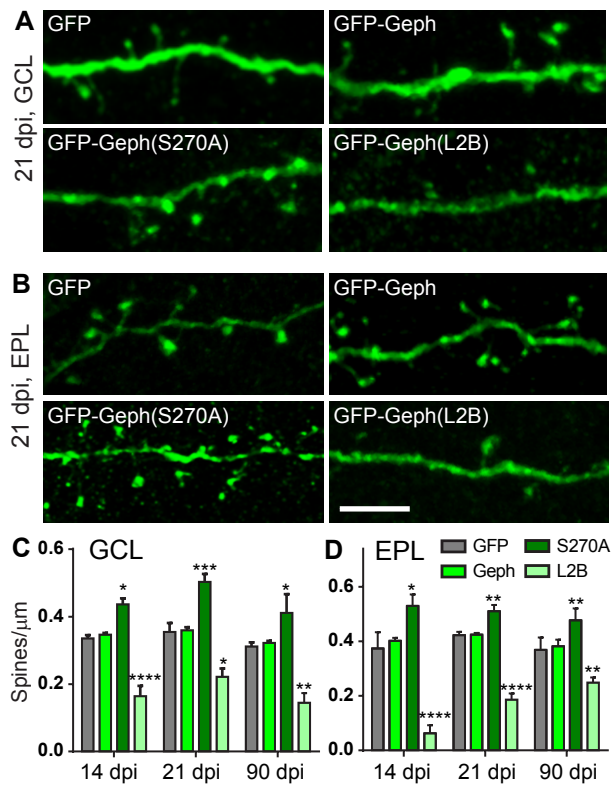 A
21 dpi, GCL
GFP
GFP-Geph
GFP-Geph(S270A)
GFP-Geph(L2B)
B
21 dpi, EPL
GFP
GFP-Geph
GFP-Geph(S270A)
GFP-Geph(L2B)
C GCL
Spines/μm
0.6
0.4
0.2
0.0
* *** *
**** * **
14 dpi 21 dpi 90 dpi
D EPL
GFP S270A
Geph L2B
0.6
0.4
0.2
0.0
* ** **
**** **** **
14 dpi 21 dpi 90 dpi